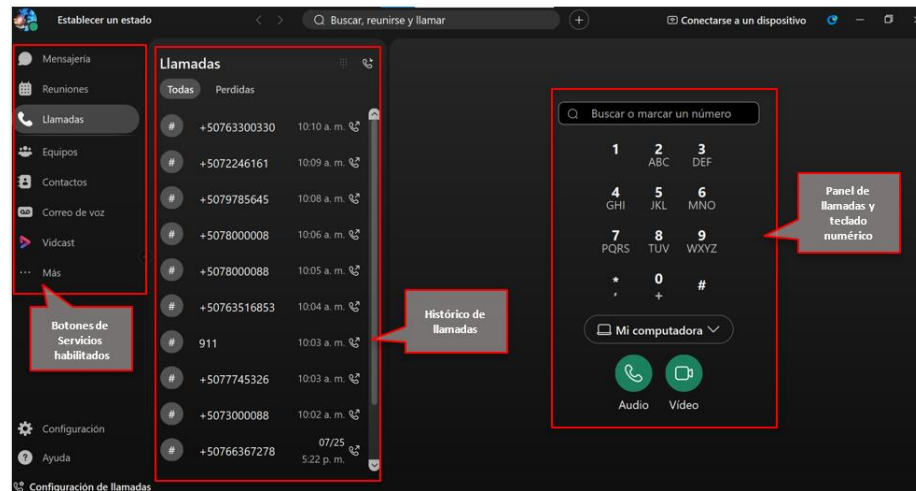 Establecer un estado
Buscar, reunirse y llamar
Conectarse a un dispositivo
Mensajería
Reuniones
Llamadas
Equipos
Contactos
Correo de voz
Vidcast
Más
Botones de
Servicios
habilitados
Configuración
Ayuda
Configuración de llamadas
Llamadas
Todas Perdidas
# +50763300330 10:10 a. m.
# +5072246161 10:09 a. m.
# +5079785645 10:08 a. m.
# +5078000008 10:06 a. m.
# +5078000088 10:05 a. m.
# +50763516853 10:04 a. m.
# 911 10:03 a. m.
# +5077745326 10:03 a. m.
# +5073000088 10:02 a. m.
# +50766367278 07/25
5:22 p. m.
Histórico de
llamadas
Buscar o marcar un número
1 2 3
ABC DEF
4 5 6
GHI JKL MNO
7 8 9
PQRS TUV WXYZ
* 0 #
, +
Mi computadora
Audio Vídeo
Panel de
llamadas y
teclado
numérico